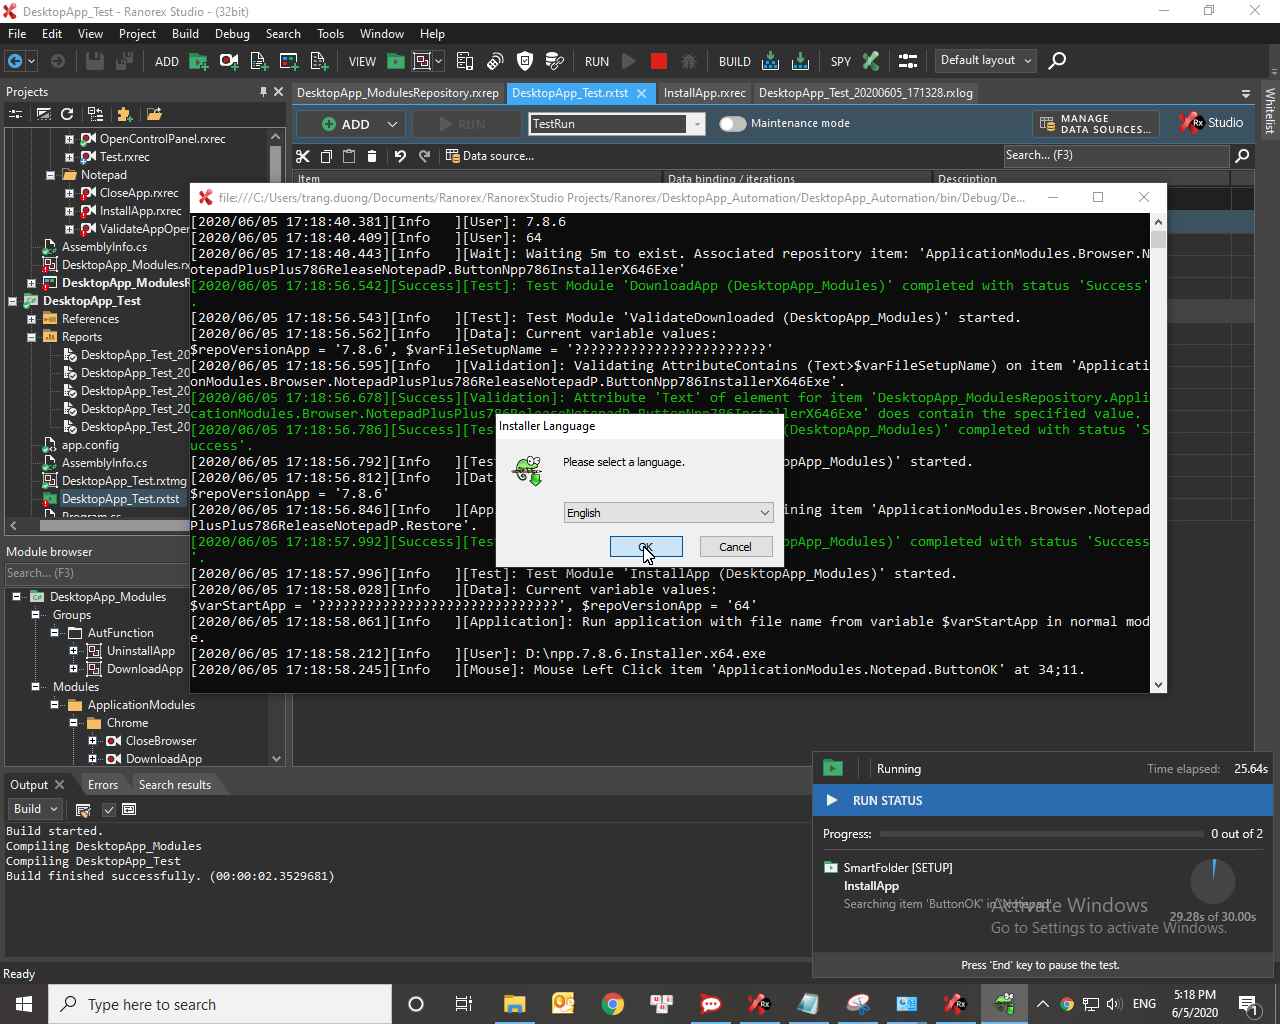 DesktopApp_Test - Ranorex Studio - (32bit)
File Edit View Project Build Debug Search Tools Window Help
ADD VIEW RUN BUILD SPY Default layout
Projects
DesktopApp_ModulesRepository.rxrep DesktopApp_Test.rxtst InstallApp.rxrec DesktopApp_Test_20200605_171328.rxlog
Whitelist
ADD RUN TestRun Maintenance mode MANAGE DATA SOURCES... Rx Studio
Data source... Search... (F3)
Item Data binding / iterations Description
OpenControlPanel.rxrec
Test.rxrec
Notepad
CloseApp.rxrec
InstallApp.rxrec
ValidateAppOper
AssemblyInfo.cs
DesktopApp_Modules.rx
DesktopApp_ModulesR
DesktopApp_Test
References
Reports
DesktopApp_Test_20
DesktopApp_Test_20
DesktopApp_Test_20
DesktopApp_Test_20
DesktopApp_Test_20
app.config
AssemblyInfo.cs
DesktopApp_Test.rxtmg
DesktopApp_Test.rxtst
Program.cs
file:///C:/Users/trang.duong/Documents/Ranorex/RanorexStudio Projects/Ranorex/DesktopApp_Automation/DesktopApp_Automation/bin/Debug/De...
[2020/06/05 17:18:40.381][Info   ][User]: 7.8.6
[2020/06/05 17:18:40.409][Info   ][User]: 64
[2020/06/05 17:18:40.443][Info   ][Wait]: Waiting 5m to exist. Associated repository item: 'ApplicationModules.Browser.N
otepadPlusPlus786ReleaseNotepadP.ButtonNpp786InstallerX646Exe'
[2020/06/05 17:18:56.542][Success][Test]: Test Module 'DownloadApp (DesktopApp_Modules)' completed with status 'Success'
.
[2020/06/05 17:18:56.543][Info   ][Test]: Test Module 'ValidateDownloaded (DesktopApp_Modules)' started.
[2020/06/05 17:18:56.562][Info   ][Data]: Current variable values:
$repoVersionApp = '7.8.6', $varFileSetupName = '????????????????????????'
[2020/06/05 17:18:56.595][Info   ][Validation]: Validating AttributeContains (Text>$varFileSetupName) on item 'Applicati
onModules.Browser.NotepadPlusPlus786ReleaseNotepadP.ButtonNpp786InstallerX646Exe'.
[2020/06/05 17:18:56.678][Success][Validation]: Attribute 'Text' of element for item 'DesktopApp_ModulesRepository.Appli
cationModules.Browser.NotepadPlusPlus786ReleaseNotepadP.ButtonNpp786InstallerX646Exe' does contain the specified value.
[2020/06/05 17:18:56.786][Success][Tes (DesktopApp_Modules)' completed with status 'S
uccess'.
[2020/06/05 17:18:56.792][Info   ][Tes opApp_Modules)' started.
[2020/06/05 17:18:56.812][Info   ][Dat
$repoVersionApp = '7.8.6'
[2020/06/05 17:18:56.846][Info   ][App ining item 'ApplicationModules.Browser.Notepad
PlusPlus786ReleaseNotepadP.Restore'.
[2020/06/05 17:18:57.992][Success][Tes opApp_Modules)' completed with status 'Success
'.
[2020/06/05 17:18:57.996][Info   ][Test]: Test Module 'InstallApp (DesktopApp_Modules)' started.
[2020/06/05 17:18:58.028][Info   ][Data]: Current variable values:
$varStartApp = '??????????????????????????????', $repoVersionApp = '64'
[2020/06/05 17:18:58.061][Info   ][Application]: Run application with file name from variable $varStartApp in normal mod
e.
[2020/06/05 17:18:58.212][Info   ][User]: D:\npp.7.8.6.Installer.x64.exe
[2020/06/05 17:18:58.245][Info   ][Mouse]: Mouse Left Click item 'ApplicationModules.Notepad.ButtonOK' at 34;11.
Installer Language
Please select a language.
English
OK Cancel
Module browser
Search... (F3)
DesktopApp_Modules
Groups
AutFunction
UninstallApp
DownloadApp
Modules
ApplicationModules
Chrome
CloseBrowser
DownloadApp
Output Errors Search results
Build
Build started.
Compiling DesktopApp_Modules
Compiling DesktopApp_Test
Build finished successfully. (00:00:02.3529681)
Running Time elapsed: 25.64s
RUN STATUS
Progress: 0 out of 2
SmartFolder [SETUP]
InstallApp
Searching item 'ButtonOK' in 'Notepad'.
29.28s of 30.00s
Activate Windows
Go to Settings to activate Windows.
Press 'End' key to pause the test.
Ready
Type here to search
ENG
5:18 PM
6/5/2020
1